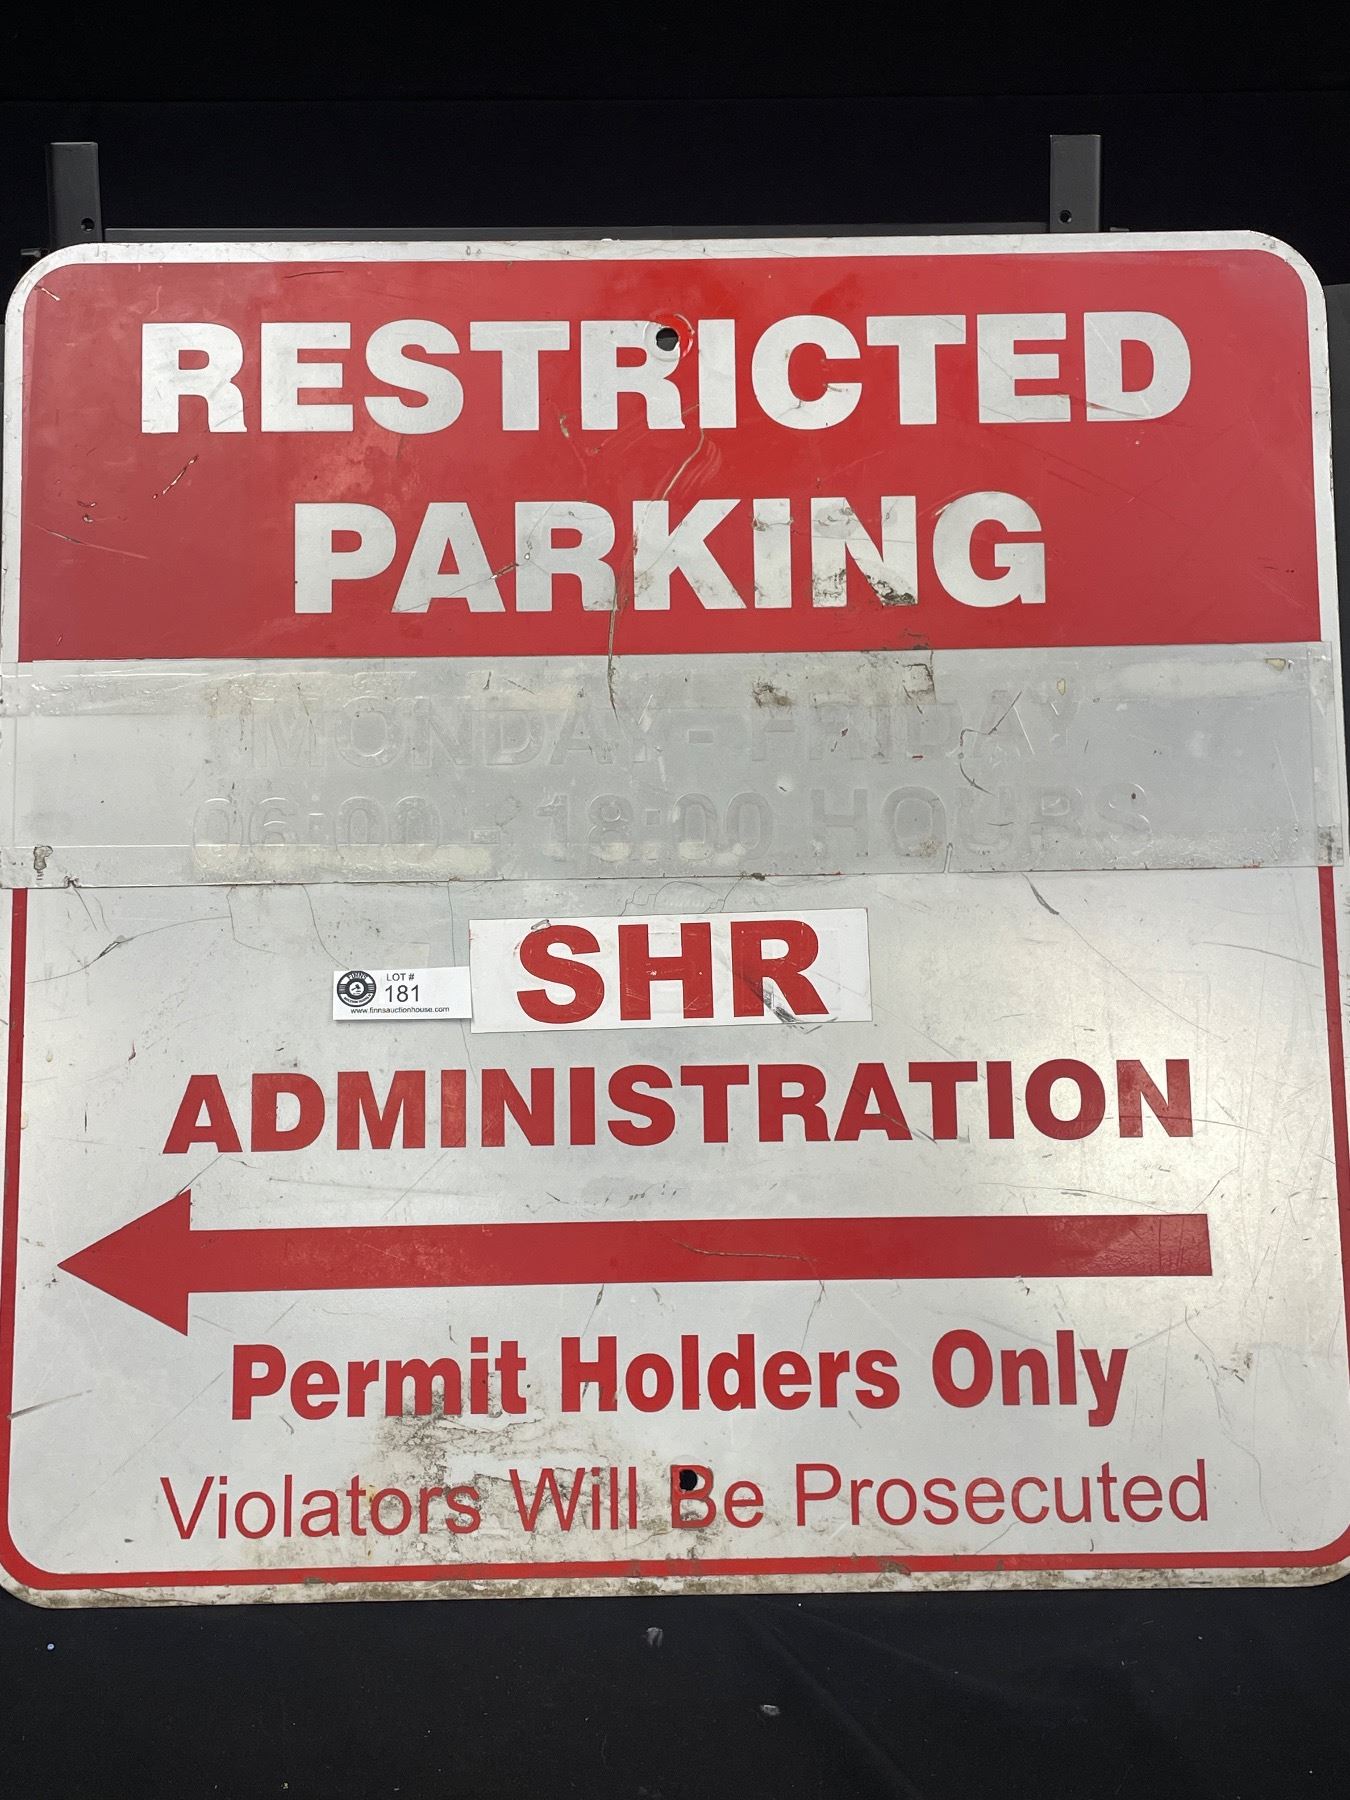 RESTRICTED
PARKING
MONDAY - FRIDAY
06:00 - 18:00 HOURS
SHR
LOT #
181
www.finnsauctionhouse.com
ADMINISTRATION
Permit Holders Only
Violators Will Be Prosecuted